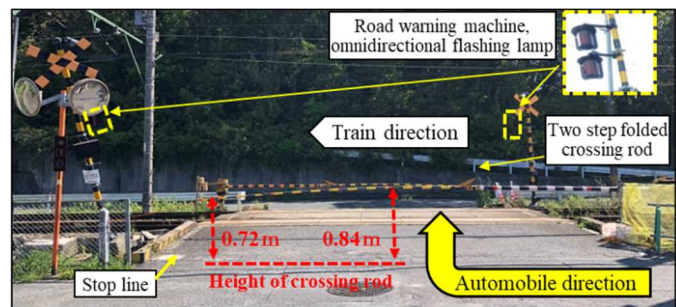 Road warning machine,
omnidirectional flashing lamp
Train direction
Two step folded
crossing rod
0.72 m
0.84 m
Height of crossing rod
Stop line
Automobile direction